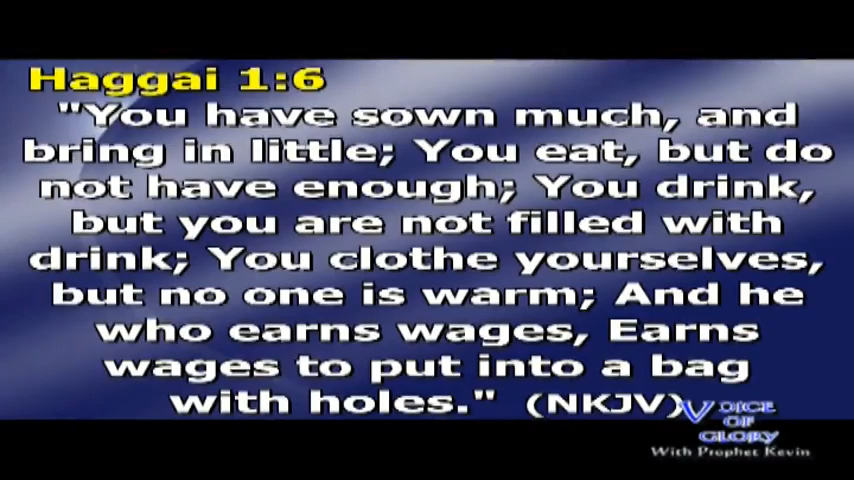 Haggai 1:6
"You have sown much, and
bring in little; You eat, but do
not have enough; You drink,
but you are not filled with
drink; You clothe yourselves,
but no one is warm; And he
who earns wages, Earns
wages to put into a bag
with holes." (NKJV)
VOICE
OF
GLORY
With Prophet Kevin